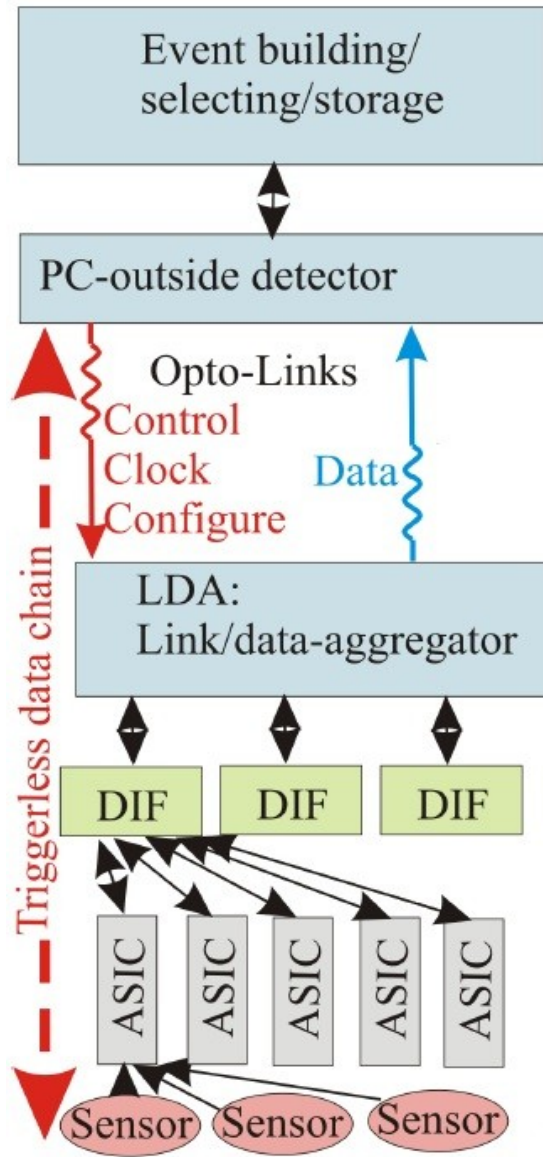 Event building/
selecting/storage
PC-outside detector
Opto-Links
Control
Clock
Configure
Data
Triggerless data chain
LDA:
Link/data-aggregator
DIF
DIF
DIF
ASIC
ASIC
ASIC
ASIC
ASIC
Sensor
Sensor
Sensor